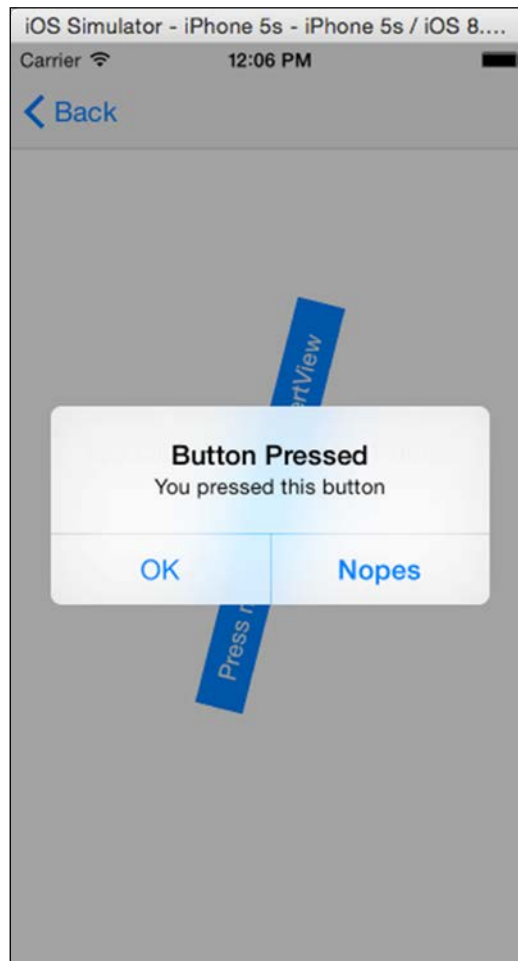 iOS Simulator - iPhone 5s - iPhone 5s / iOS 8....
Carrier 12:06 PM
Back
Button Pressed
You pressed this button
OK Nopes
Press